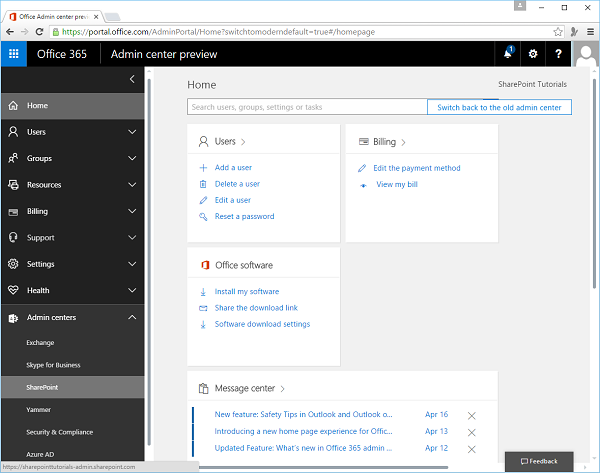 Office Admin center prev
https://portal.office.com/AdminPortal/Home?switchtomoderndefault=true#/homepage
Office 365
Admin center preview
1
?
Home
Users
Groups
Resources
Billing
Support
Settings
Health
Admin centers
Exchange
Skype for Business
SharePoint
Yammer
Security & Compliance
Azure AD
https://sharepointtutorials-admin.sharepoint.com
Home
SharePoint Tutorials
Search users, groups, settings or tasks
Switch back to the old admin center
Users
Add a user
Delete a user
Edit a user
Reset a password
Billing
Edit the payment method
View my bill
Office software
Install my software
Share the download link
Software download settings
Message center
New feature: Safety Tips in Outlook and Outlook o... Apr 16
Introducing a new home page experience for Offic... Apr 13
Updated Feature: What's new in Office 365 admin ... Apr 12
Feedback